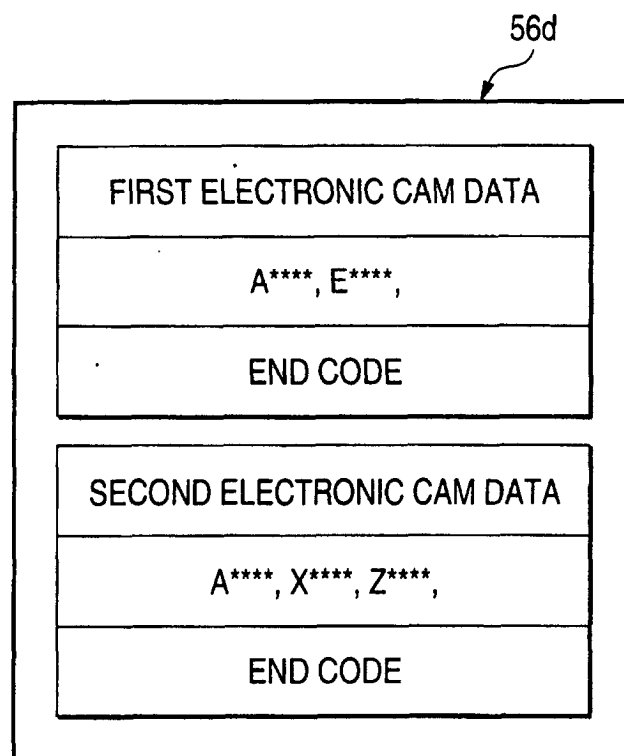 56d
FIRST ELECTRONIC CAM DATA
A****, E****,
END CODE
SECOND ELECTRONIC CAM DATA
A****, X****, Z****,
END CODE